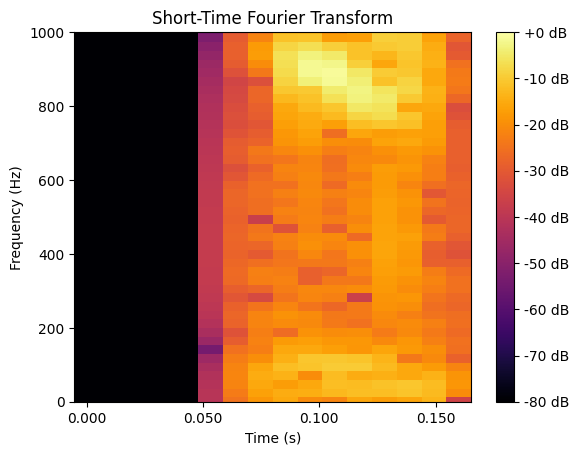 Short-Time Fourier Transform
Frequency (Hz)
1000
800
600
400
200
0
0.000
0.050
0.100
0.150
Time (s)
+0 dB
-10 dB
-20 dB
-30 dB
-40 dB
-50 dB
-60 dB
-70 dB
-80 dB